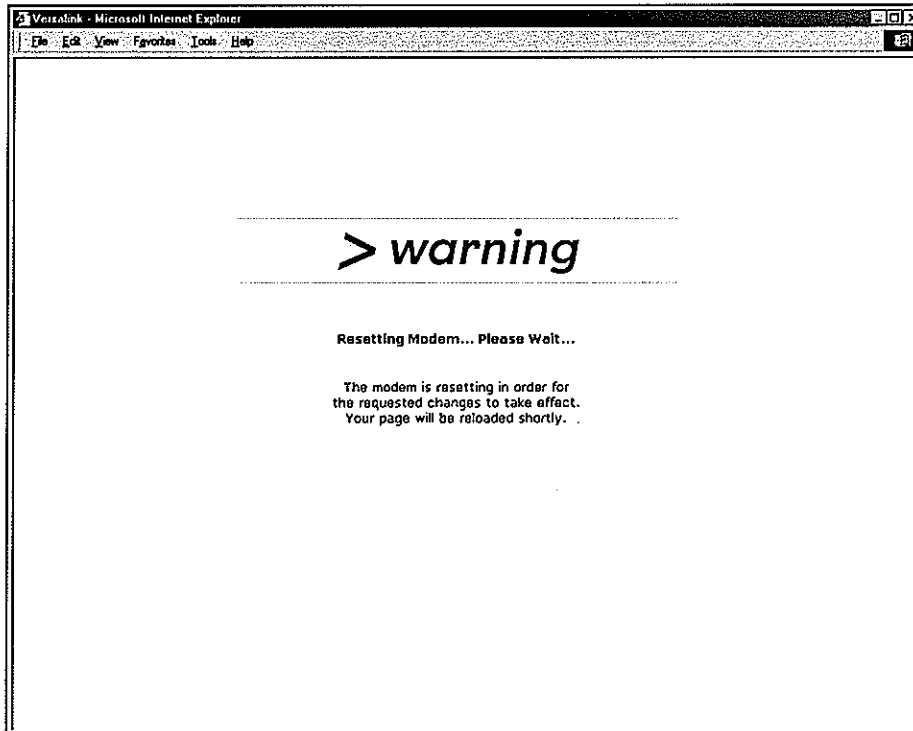 Versalink - Microsoft Internet Explorer
File Edit View Favorites Tools Help
> warning
Resetting Modem... Please Wait...
The modem is resetting in order for
the requested changes to take effect.
Your page will be reloaded shortly.